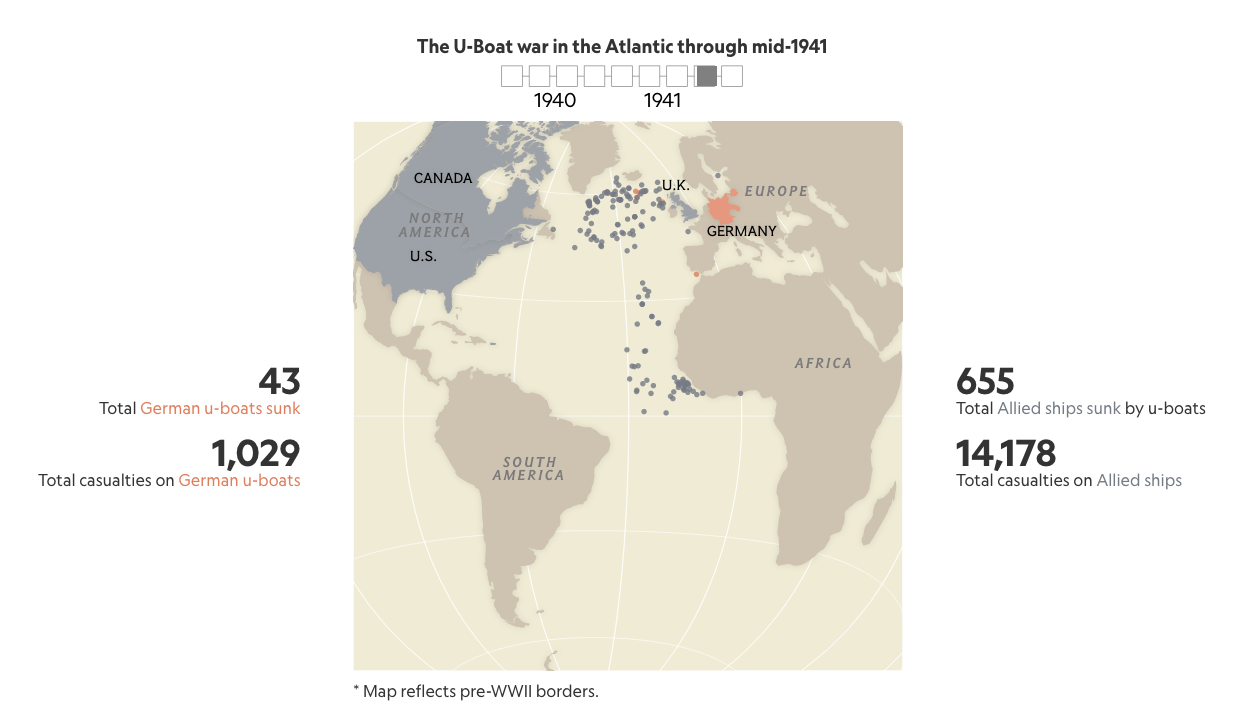 The U-Boat war in the Atlantic through mid-1941
1940
1941
CANADA
U.K.
EUROPE
NORTH
AMERICA
GERMANY
U.S.
AFRICA
SOUTH
AMERICA
43
Total German u-boats sunk
1,029
Total casualties on German u-boats
655
Total Allied ships sunk by u-boats
14,178
Total casualties on Allied ships
* Map reflects pre-WWII borders.